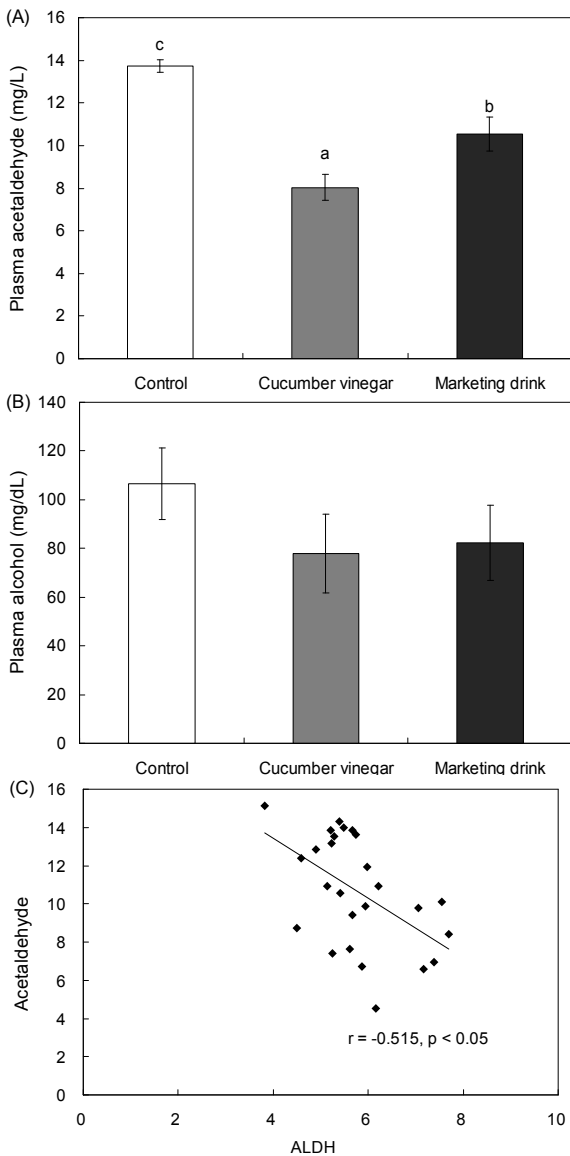 (A)
Plasma acetaldehyde (mg/L)
16
14
12
10
8
6
4
2
0
c
a
b
Control Cucumber vinegar Marketing drink
(B)
Plasma alcohol (mg/dL)
140
120
100
80
60
40
20
0
Control Cucumber vinegar Marketing drink
(C)
Acetaldehyde
16
14
12
10
8
6
4
2
0
r = -0.515, p < 0.05
0 2 4 6 8 10
ALDH